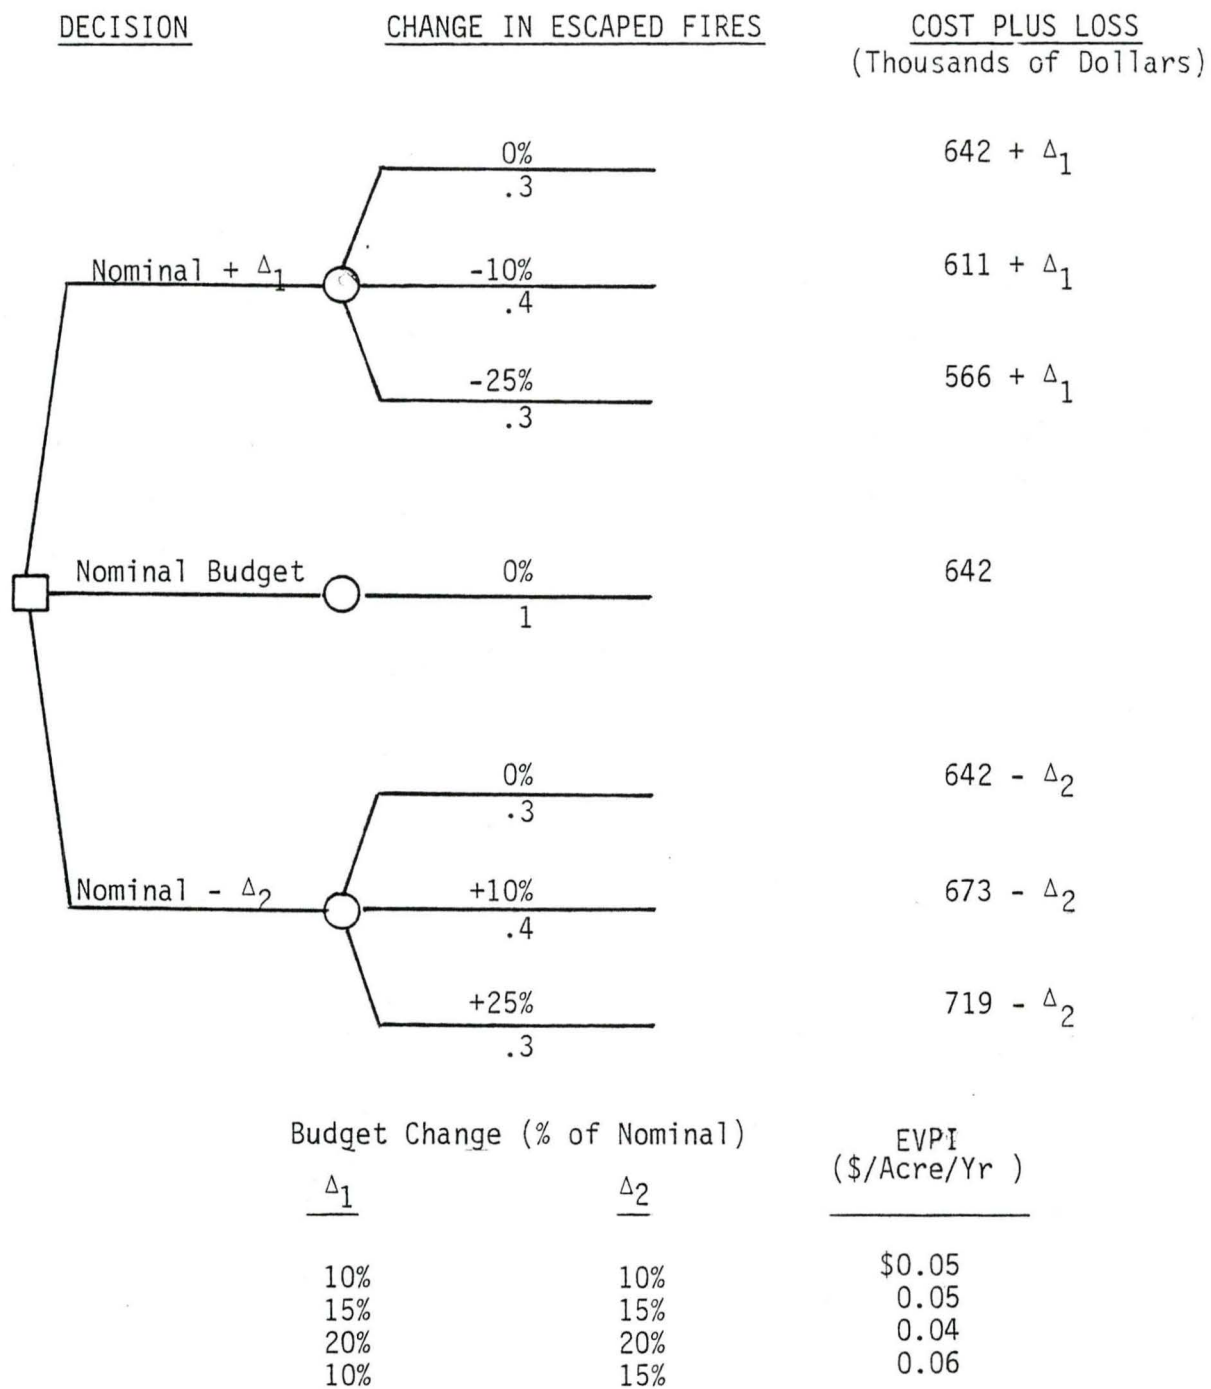 DECISION CHANGE IN ESCAPED FIRES COST PLUS LOSS
(Thousands of Dollars)
0% 642 + Δ1
.3
Nominal + Δ1 -10% 611 + Δ1
.4
-25% 566 + Δ1
.3
Nominal Budget 0% 642
1
0% 642 - Δ2
.3
Nominal - Δ2 +10% 673 - Δ2
.4
+25% 719 - Δ2
.3
Budget Change (% of Nominal) EVPI
($/Acre/Yr )
Δ1 Δ2
10% 10% $0.05
15% 15% 0.05
20% 20% 0.04
10% 15% 0.06